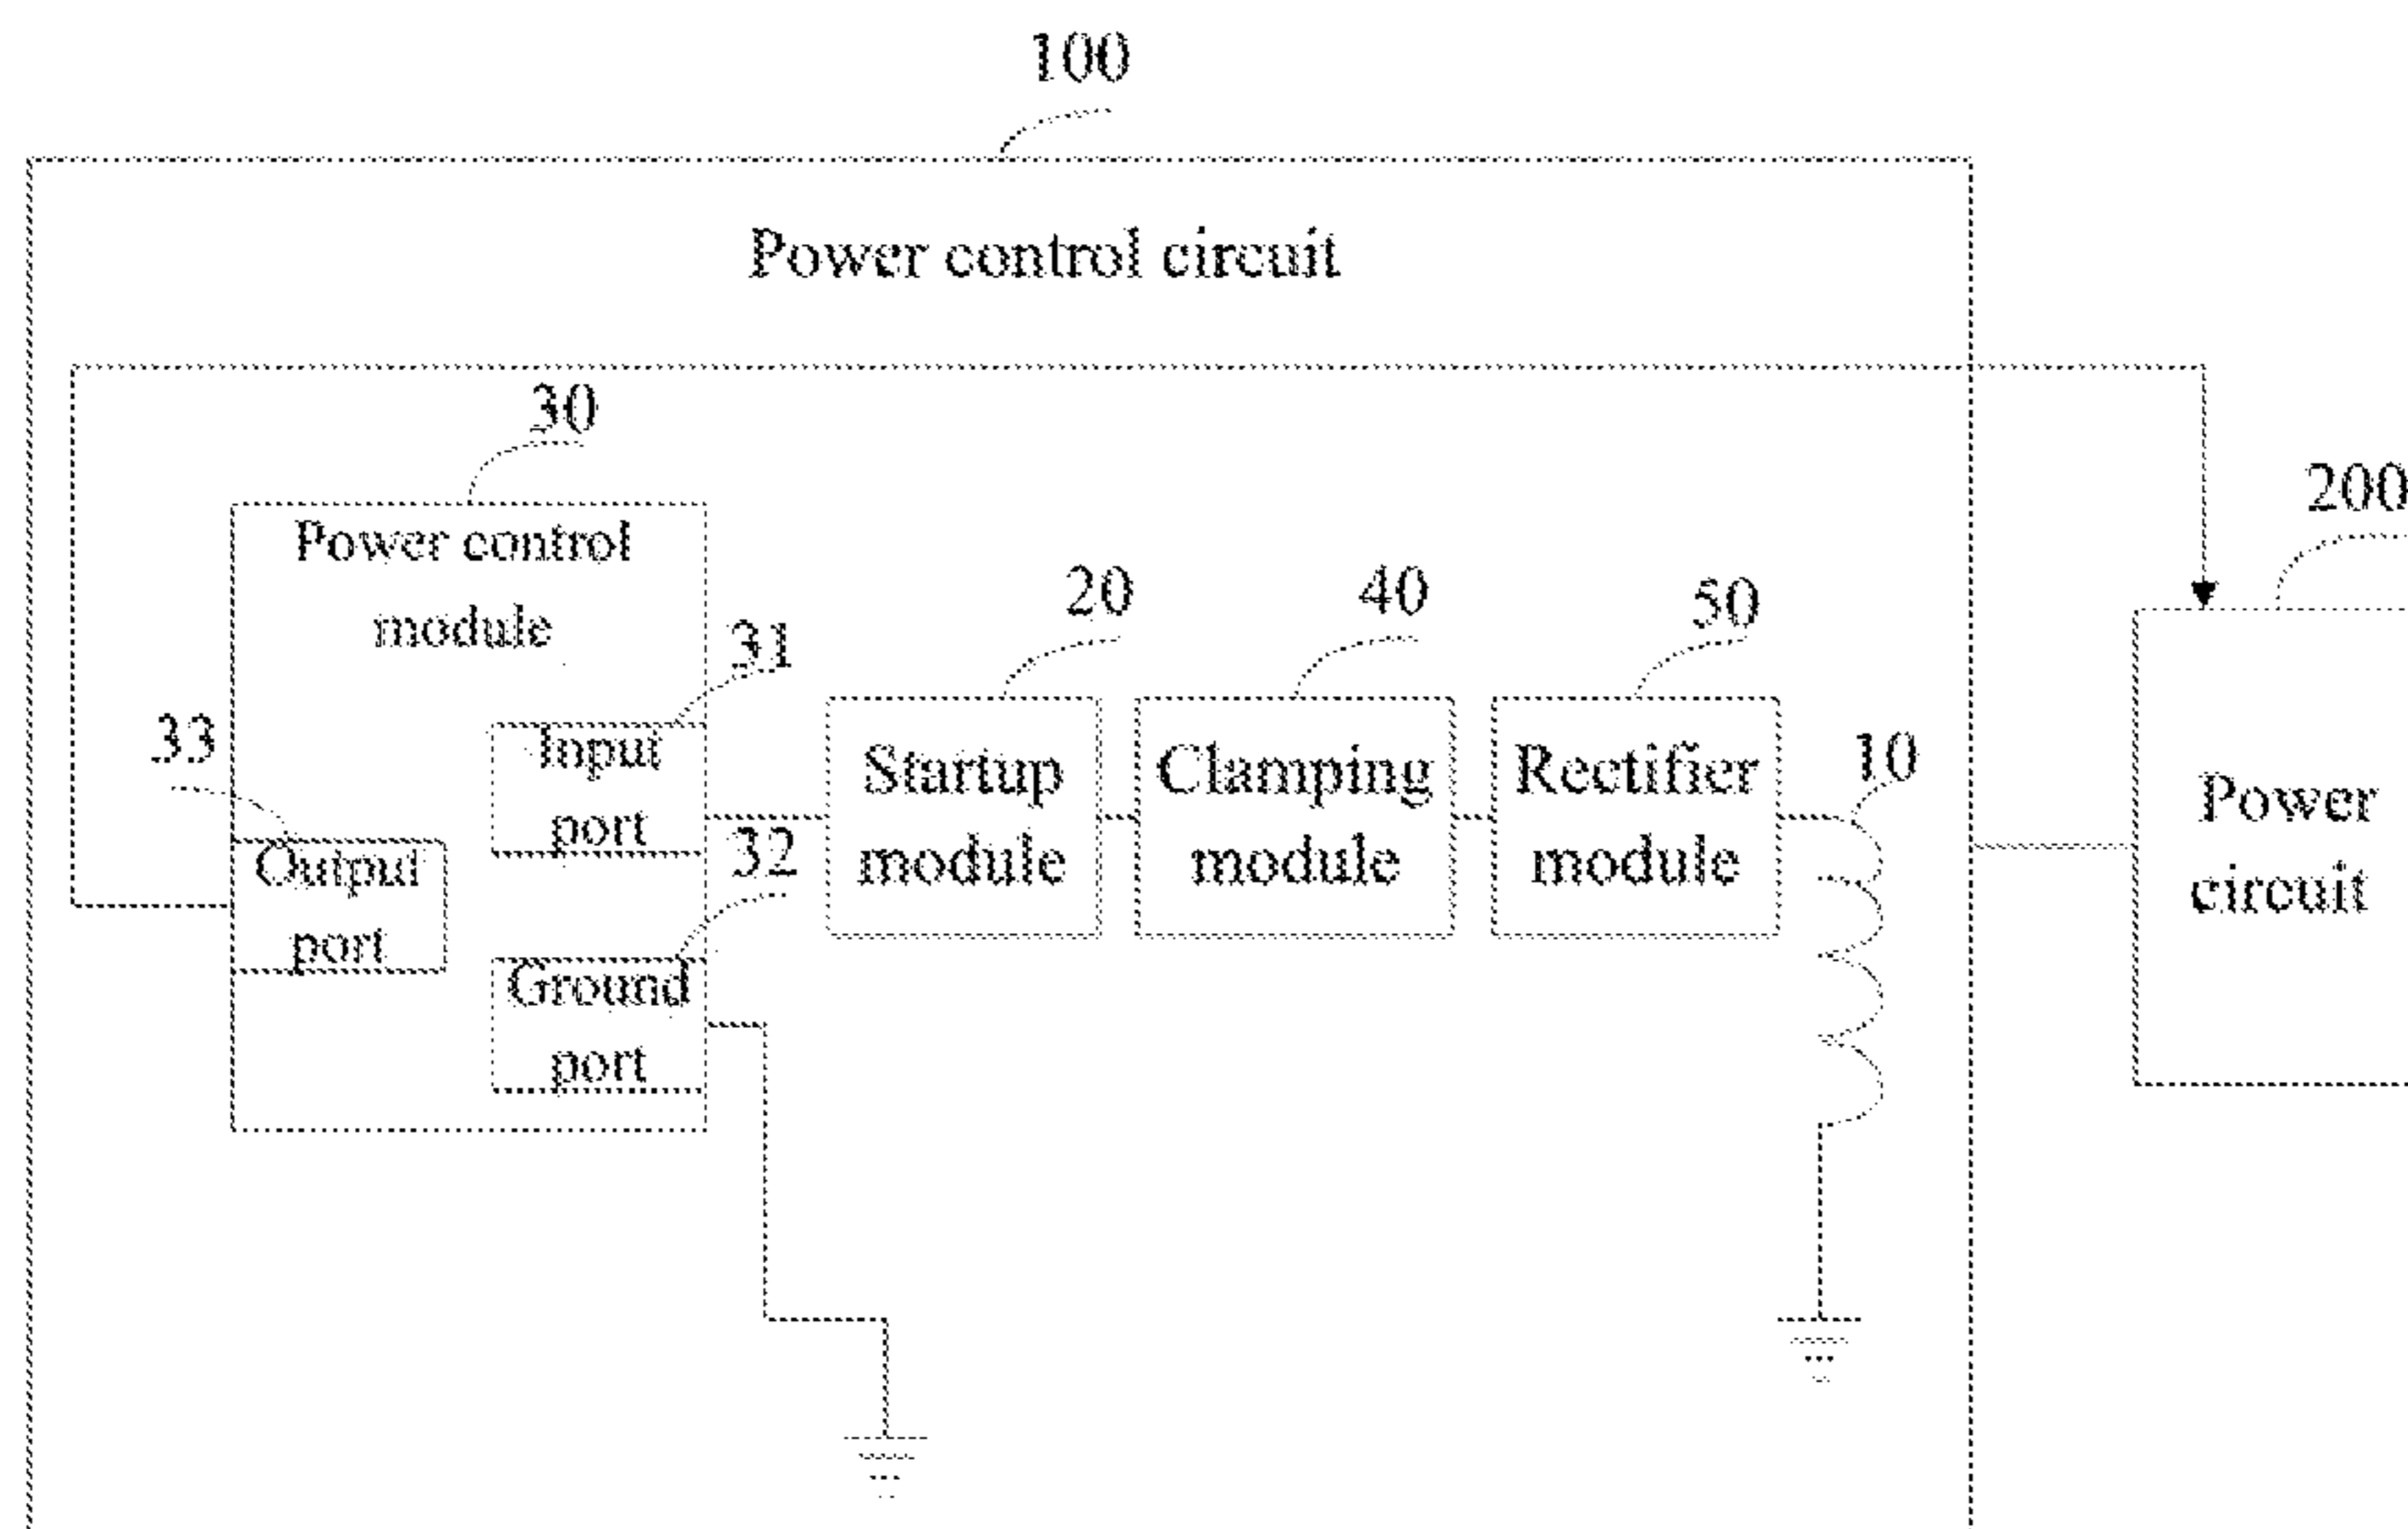 100
Power control circuit
30
Power control
module
200
20
40
50
31
33
10
Input
port
Startup
module
Clamping
module
Rectifier
module
Power
circuit
32
Output
port
Ground
port